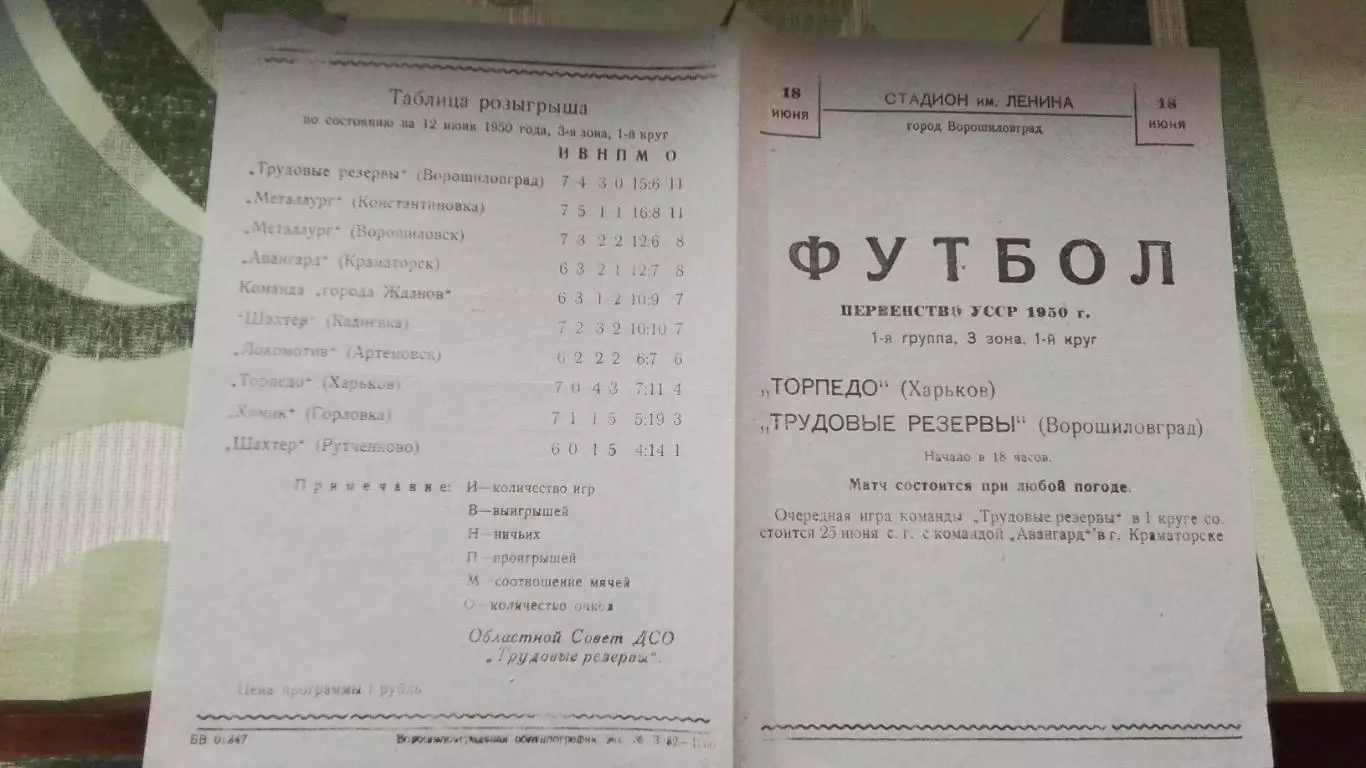 Таблица розыгрыша
по состоянию на 12 июня 1950 года, 3-я зона, 1-й круг
И В Н П М О
„Трудовые резервы“ (Ворошиловград) 7 4 3 0 15:6 11
„Металлург“ (Константиновка) 7 5 1 1 16:8 11
„Металлург“ (Ворошиловск) 7 3 2 2 12:6 8
„Авангард“ (Краматорск) 6 3 2 1 12:7 8
Команда „города Жданов“ 6 3 1 2 10:9 7
"Шахтер“ (Кадиевка) 7 2 3 2 10:10 7
„Локомотив“ (Артемовск) 6 2 2 2 6:7 6
„Торпедо“ (Харьков) 7 0 4 3 7:11 4
„Химик“ (Горловка) 7 1 1 5 5:19 3
„Шахтер“ (Рутченково) 6 0 1 5 4:14 1
Примечание: И—количество игр
В—выигрышей
Н—ничьих
П—проигрышей
М—соотношение мячей
О—количество очков
Областной Совет ДСО
„Трудовые резервы“.
Цена программы 1 рубль
БВ 01347
18 июня
СТАДИОН им. ЛЕНИНА
город Ворошиловград
18 июня
ФУТБОЛ
ПЕРВЕНСТВО УССР 1950 г.
1-я группа, 3 зона, 1-й круг
„ТОРПЕДО“ (Харьков)
„ТРУДОВЫЕ РЕЗЕРВЫ“ (Ворошиловград)
Начало в 18 часов.
Матч состоится при любой погоде.
Очередная игра команды „Трудовые резервы“ в 1 круге со.
стоится 25 июня с. г. с комалдой „Авангард“ в г. Краматорске